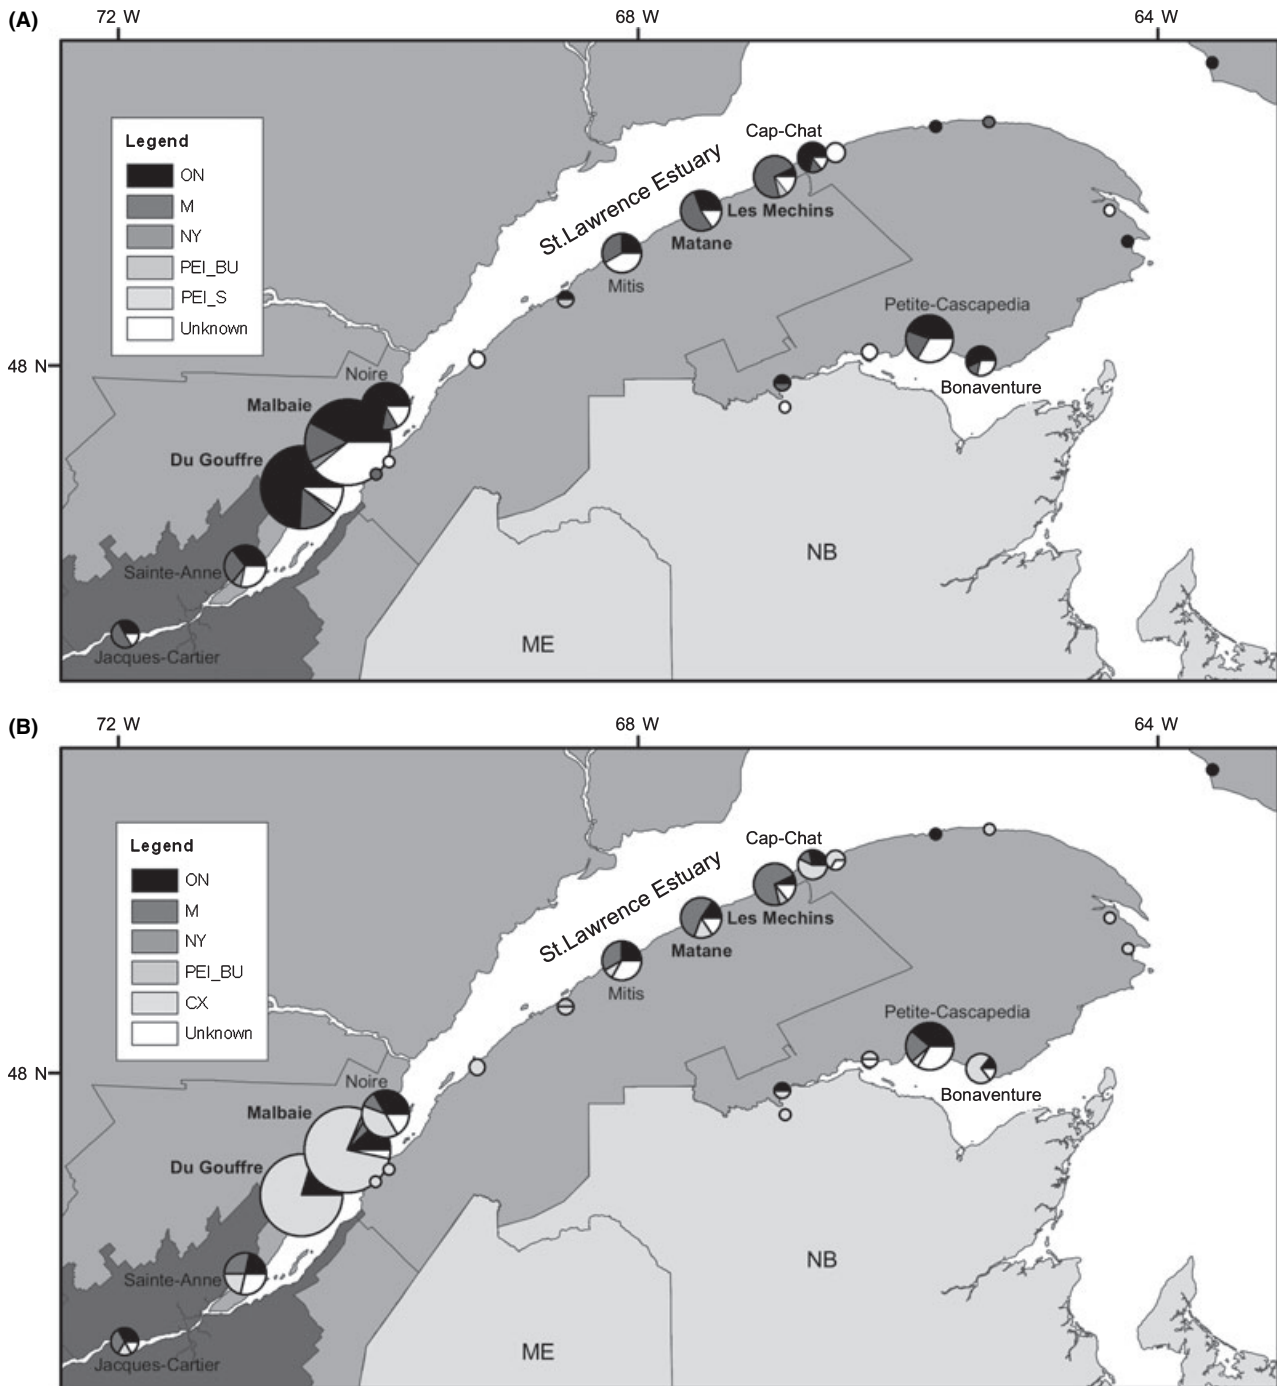 (A)
72 W
68 W
64 W
Legend
ON
M
NY
PEI_BU
PEI_S
Unknown
48 N
St.Lawrence Estuary
Cap-Chat
Les Mechins
Matane
Mitis
Petite-Cascapedia
Bonaventure
Noire
Malbaie
Du Gouffre
Sainte-Anne
Jacques-Cartier
NB
ME
(B)
72 W
68 W
64 W
Legend
ON
M
NY
PEI_BU
CX
Unknown
48 N
St.Lawrence Estuary
Cap-Chat
Les Mechins
Matane
Mitis
Petite-Cascapedia
Bonaventure
Noire
Malbaie
Du Gouffre
Sainte-Anne
Jacques-Cartier
NB
ME